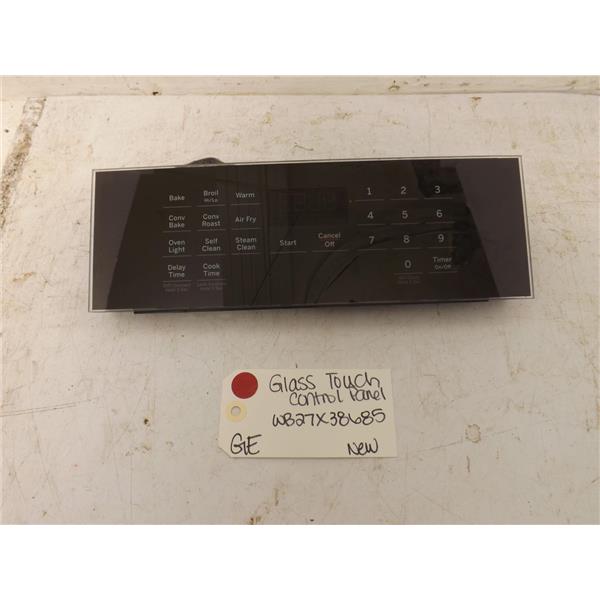 Bake
Broil
Hi/Lo
Warm
Conv
Bake
Conv
Roast
Air Fry
Oven
Light
Self
Clean
Steam
Clean
Delay
Time
Cook
Time
Start
Cancel
Off
1 2 3
4 5 6
7 8 9
0
Timer
On/Off
Glass Touch
Control Panel
WB27X38685
GE
New